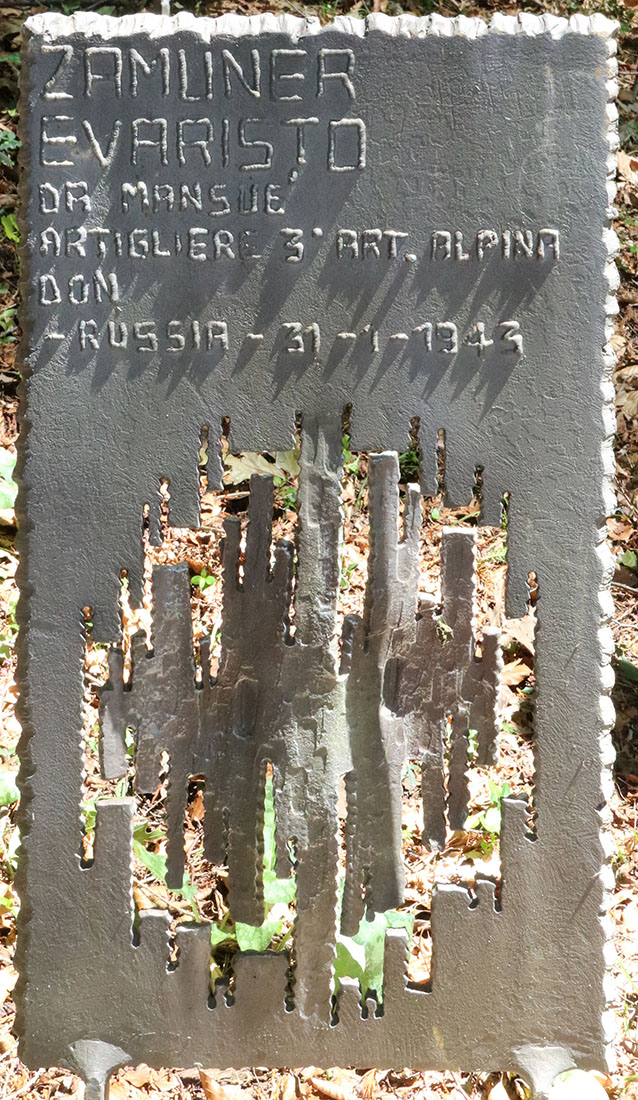 ZAMUNER
EVARISTO
DA MANSUE'
ARTIGLIERE 3° ART. ALPINA
DON
-RUSSIA-31-1-1943